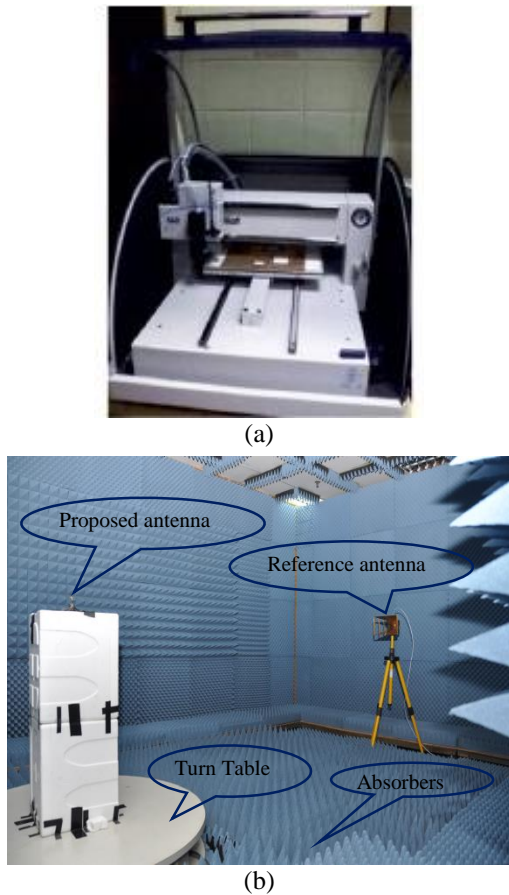 (a)
Proposed antenna
Reference antenna
Turn Table
Absorbers
(b)